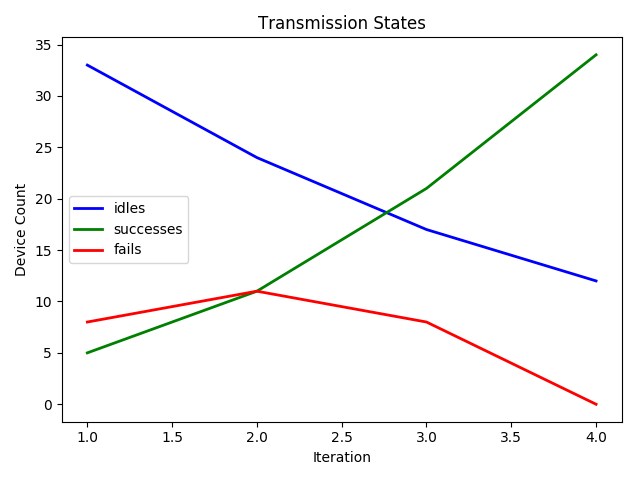 Transmission States
Device Count
35
30
25
20
15
10
5
0
idles
successes
fails
1.0 1.5 2.0 2.5 3.0 3.5 4.0
Iteration